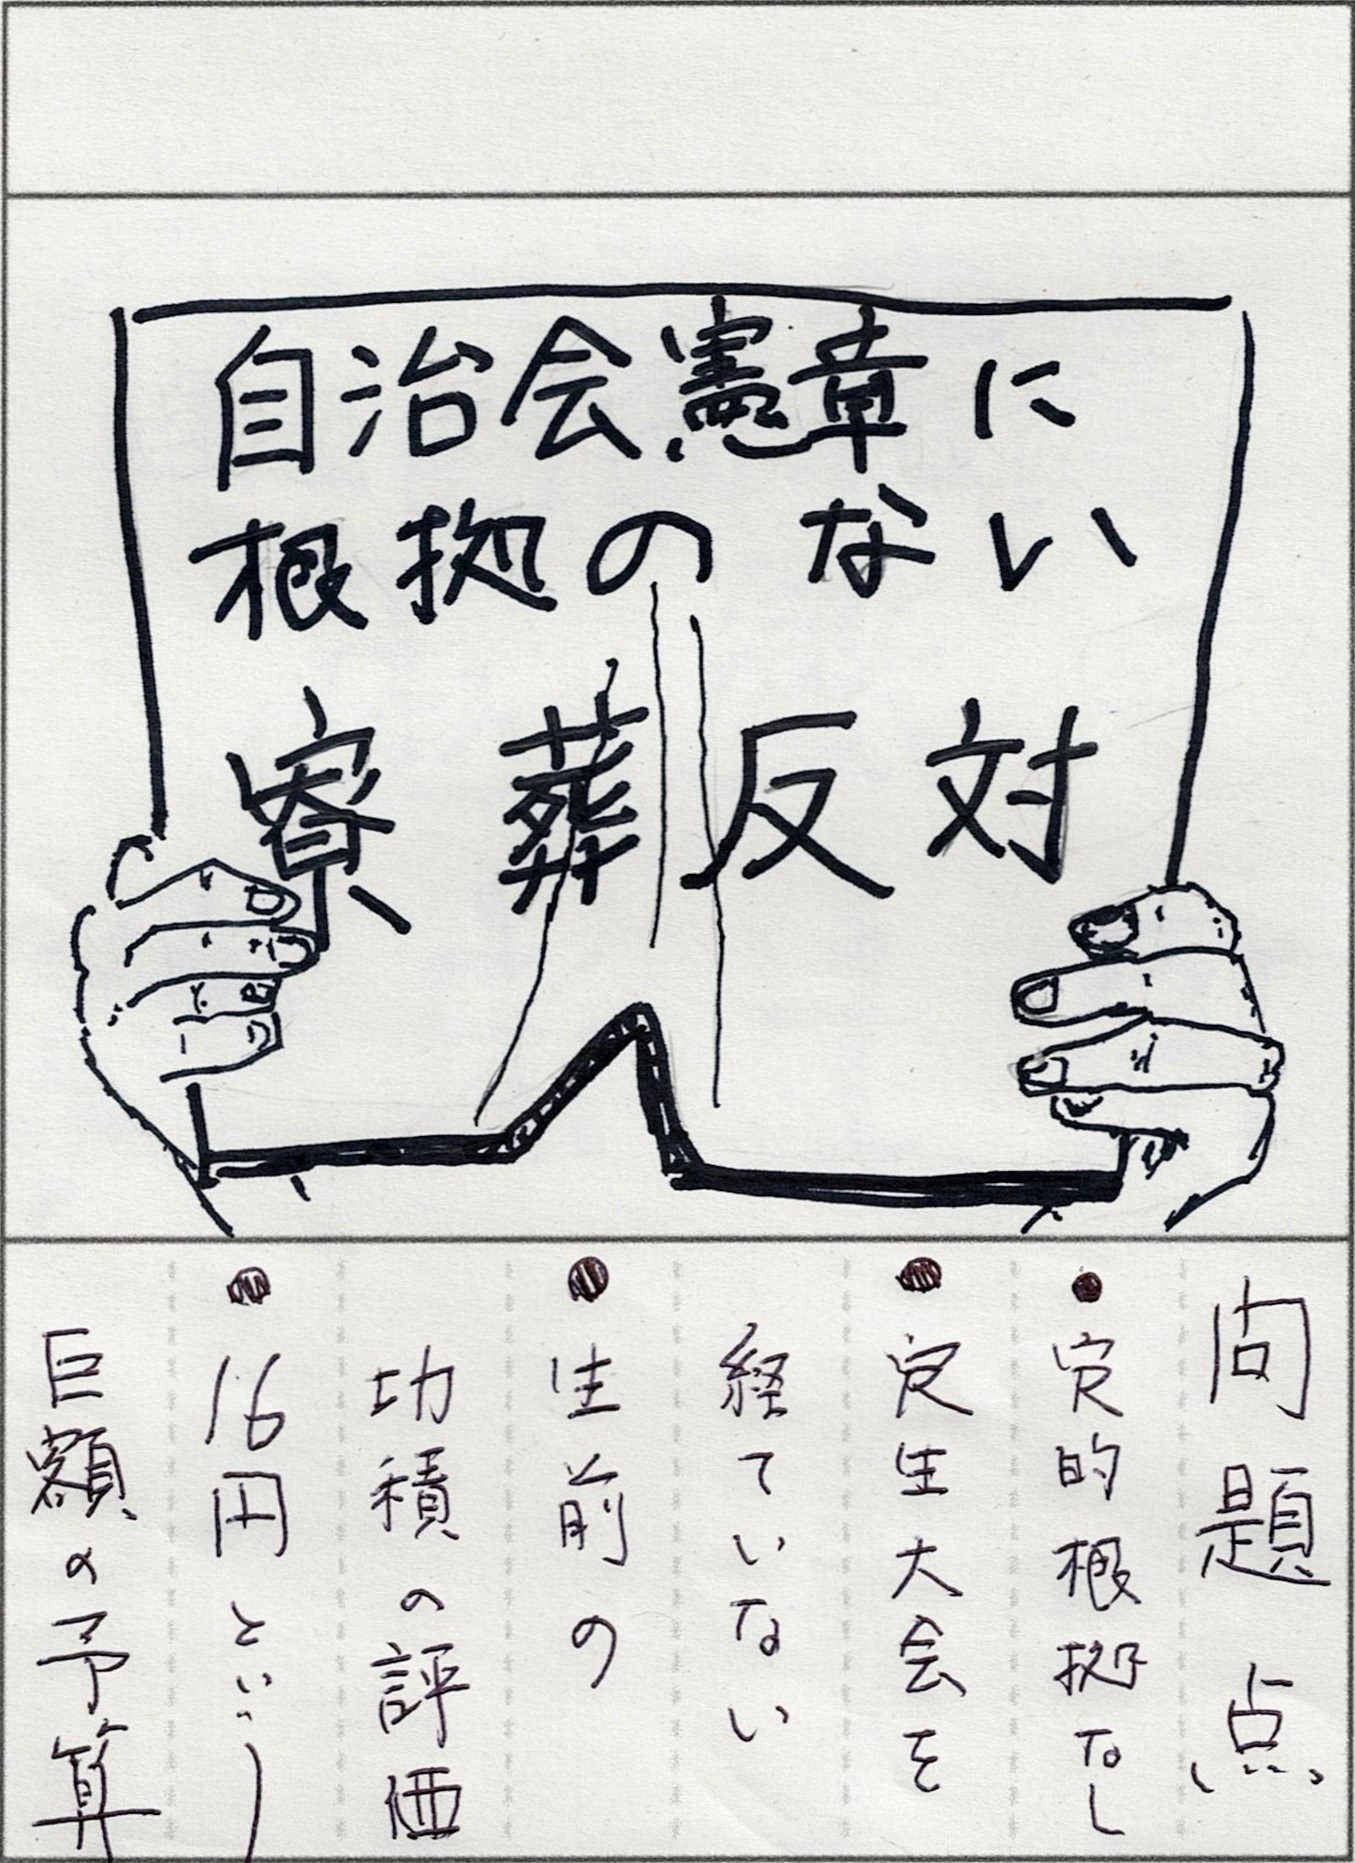 自治会憲章に
根拠のない
寮葬反対
問題点
● 寮的根拠なし
● 寮生大会を
経ていない
● 生前の
功積の評価
● 16円という
巨額の予算